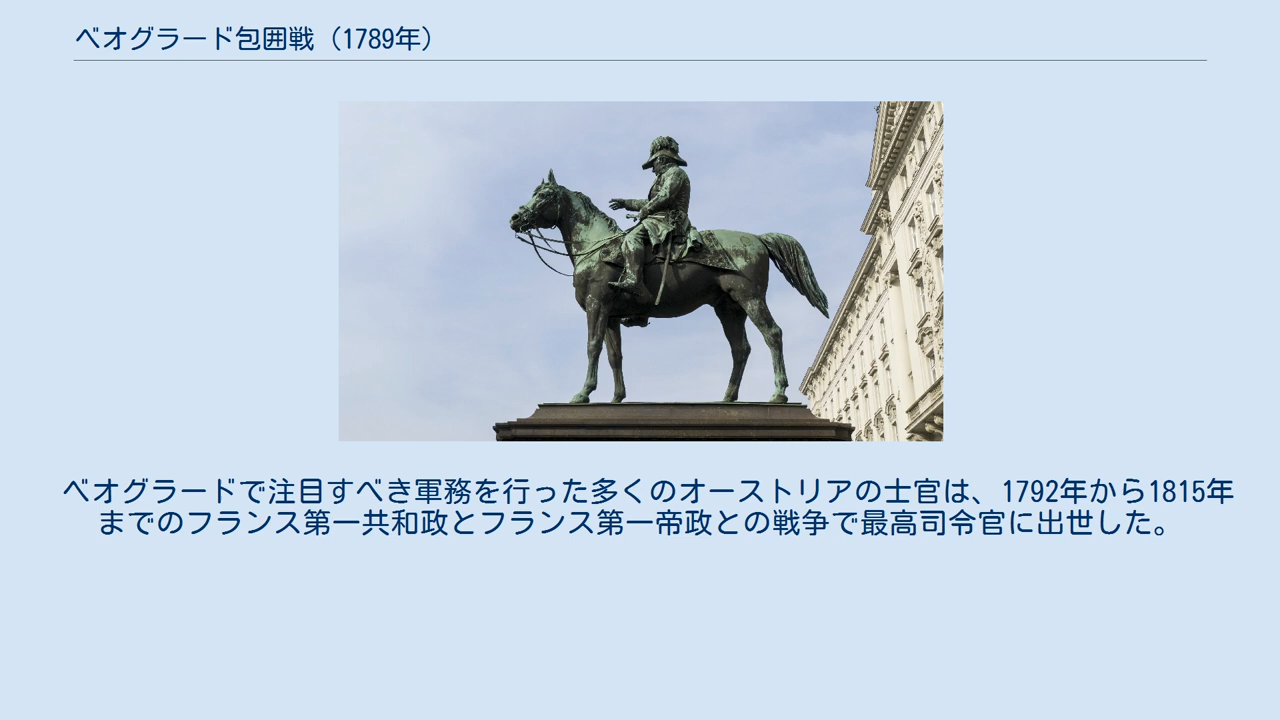 ベオグラード包囲戦（1789年）
ベオグラードで注目すべき軍務を行った多くのオーストリアの士官は、1792年から1815年
までのフランス第一共和政とフランス第一帝政との戦争で最高司令官に出世した。